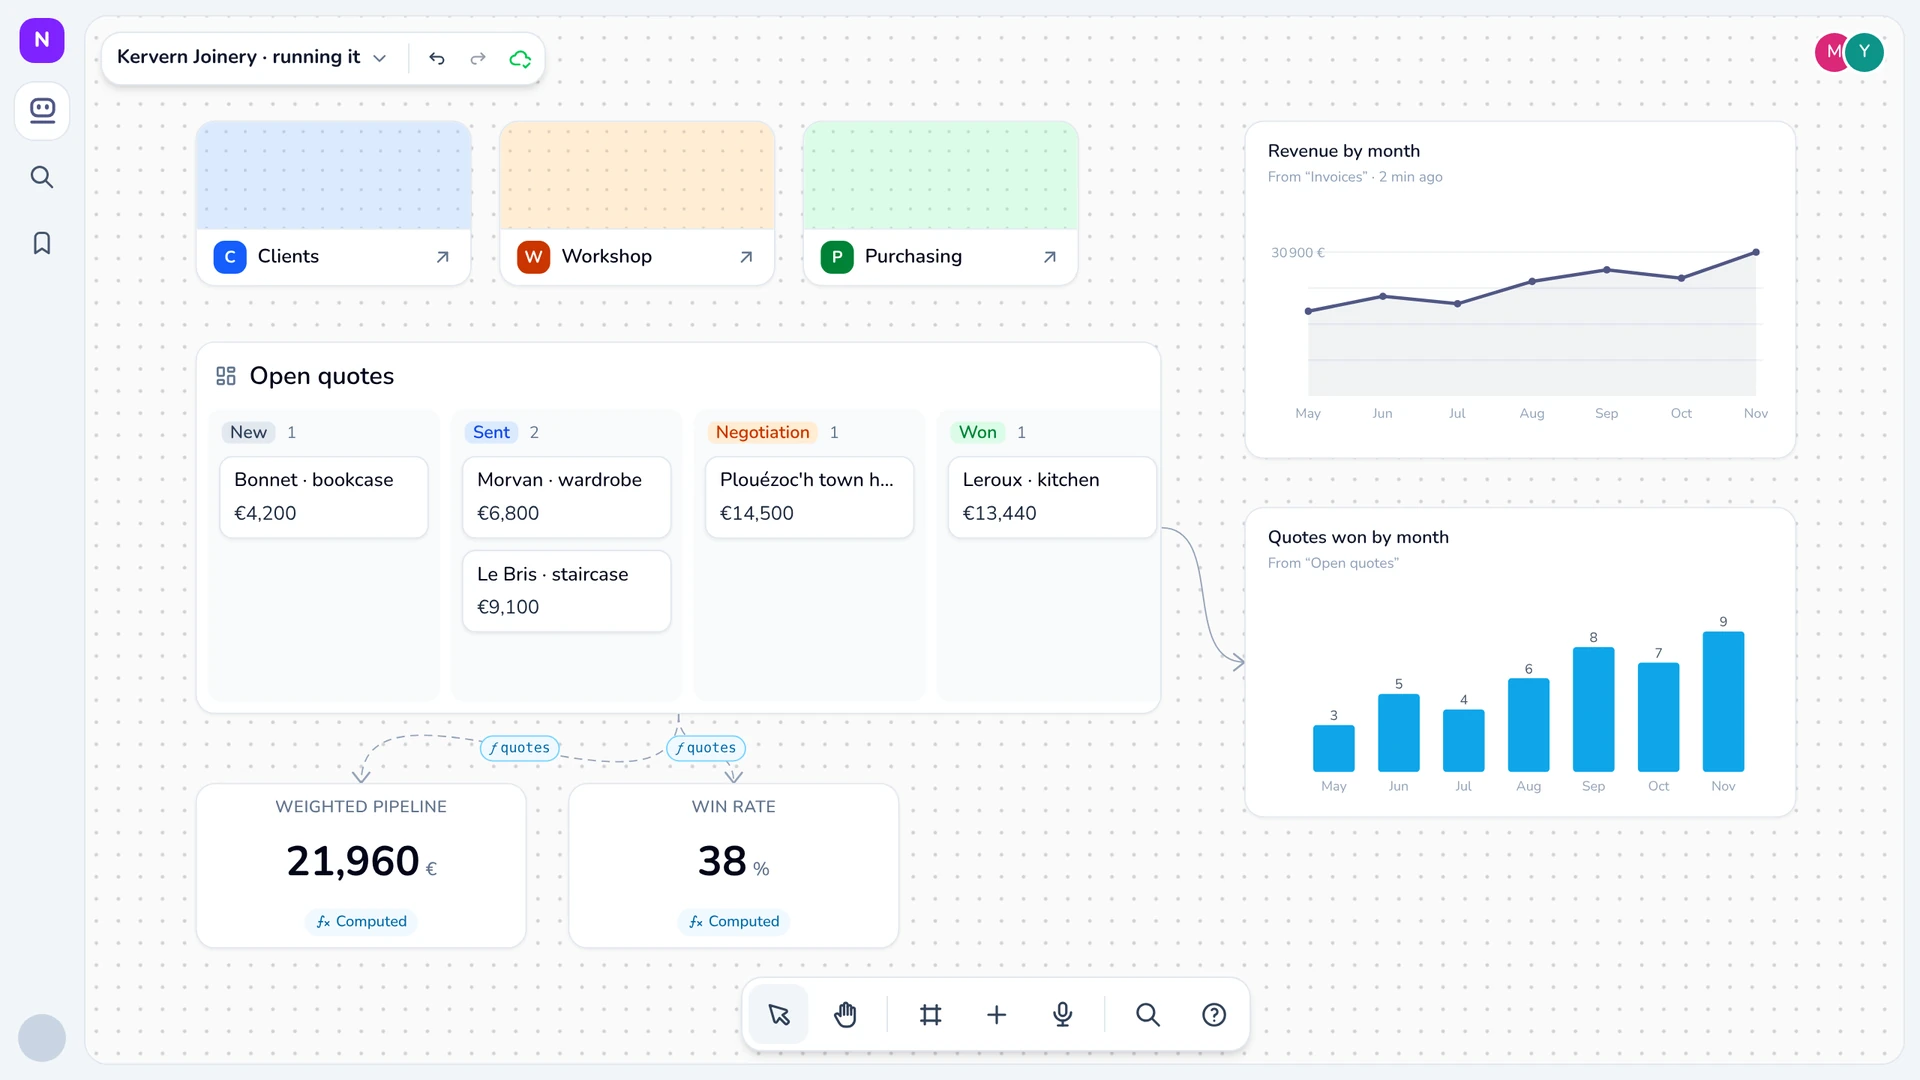 N
Kervern Joinery · running it
M
Y
C Clients
W Workshop
P Purchasing
Open quotes
New 1
Bonnet · bookcase
€4,200
Sent 2
Morvan · wardrobe
€6,800
Le Bris · staircase
€9,100
Negotiation 1
Plouézoc'h town h...
€14,500
Won 1
Leroux · kitchen
€13,440
ƒ quotes
ƒ quotes
WEIGHTED PIPELINE
21,960 €
ƒx Computed
WIN RATE
38 %
ƒx Computed
Revenue by month
From “Invoices” · 2 min ago
30 900 €
May Jun Jul Aug Sep Oct Nov
Quotes won by month
From “Open quotes”
3 5 4 6 8 7 9
May Jun Jul Aug Sep Oct Nov